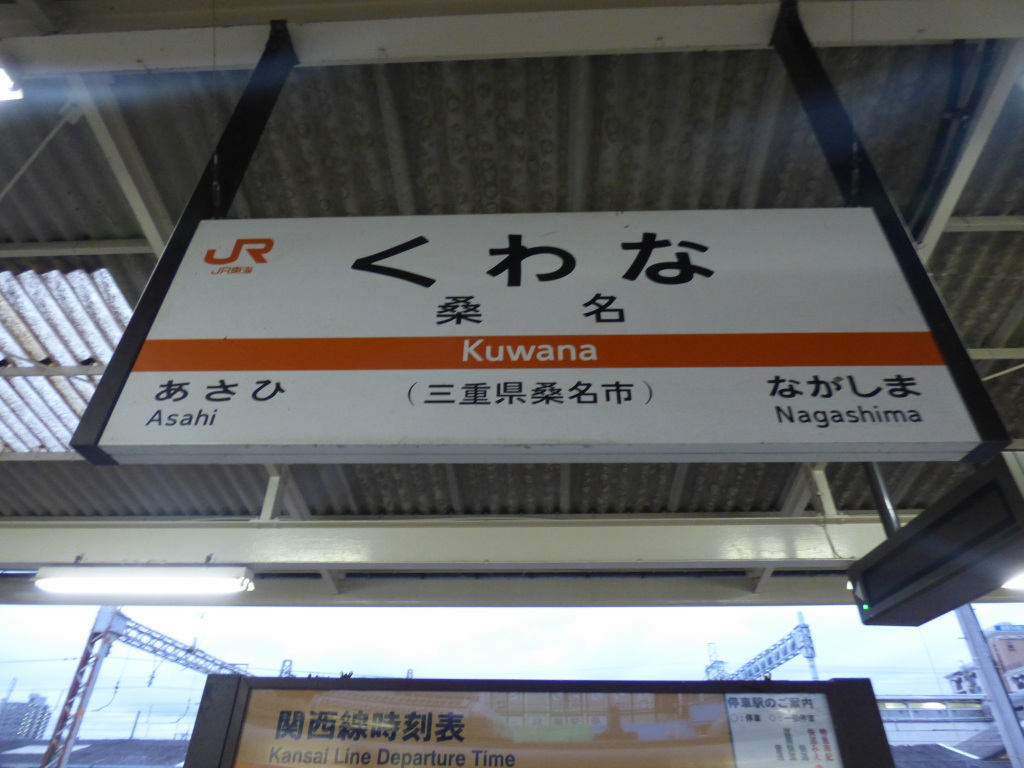 JR
JR東海
くわな
桑名
Kuwana
あさひ
Asahi
（三重県桑名市）
ながしま
Nagashima
関西線時刻表
Kansai Line Departure Time
停車駅のご案内